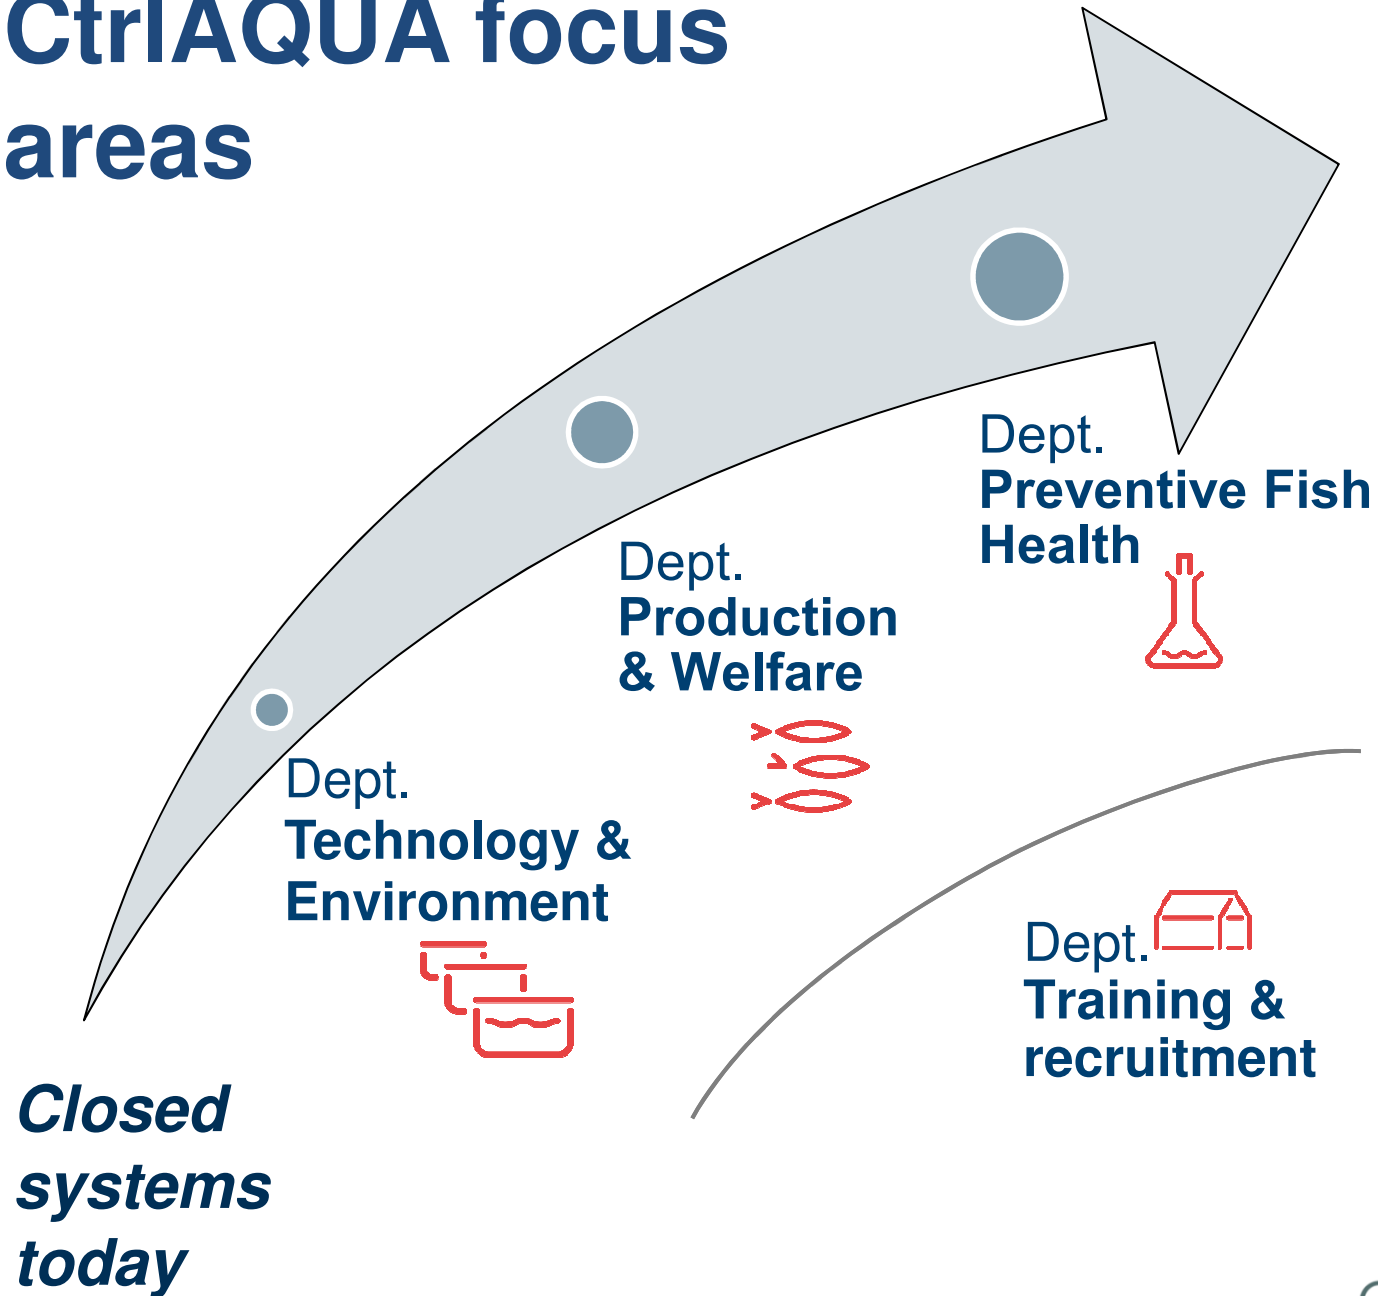 CtrlAQUA focus
areas
Dept.
Preventive Fish
Health
Dept.
Production
& Welfare
Dept.
Technology &
Environment
Dept.
Training &
recruitment
Closed
systems
today